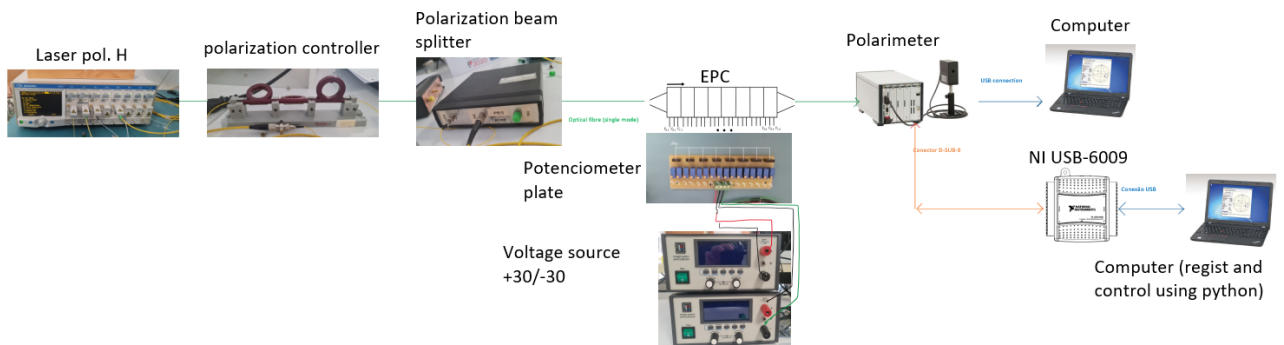 Laser pol. H
polarization controller
Polarization beam
splitter
Optical fibre (single mode)
EPC
Potenciometer
plate
Voltage source
+30/-30
Polarimeter
USB connection
Computer
Conector D-SUB-9
NI USB-6009
Conexão USB
Computer (regist and
control using python)